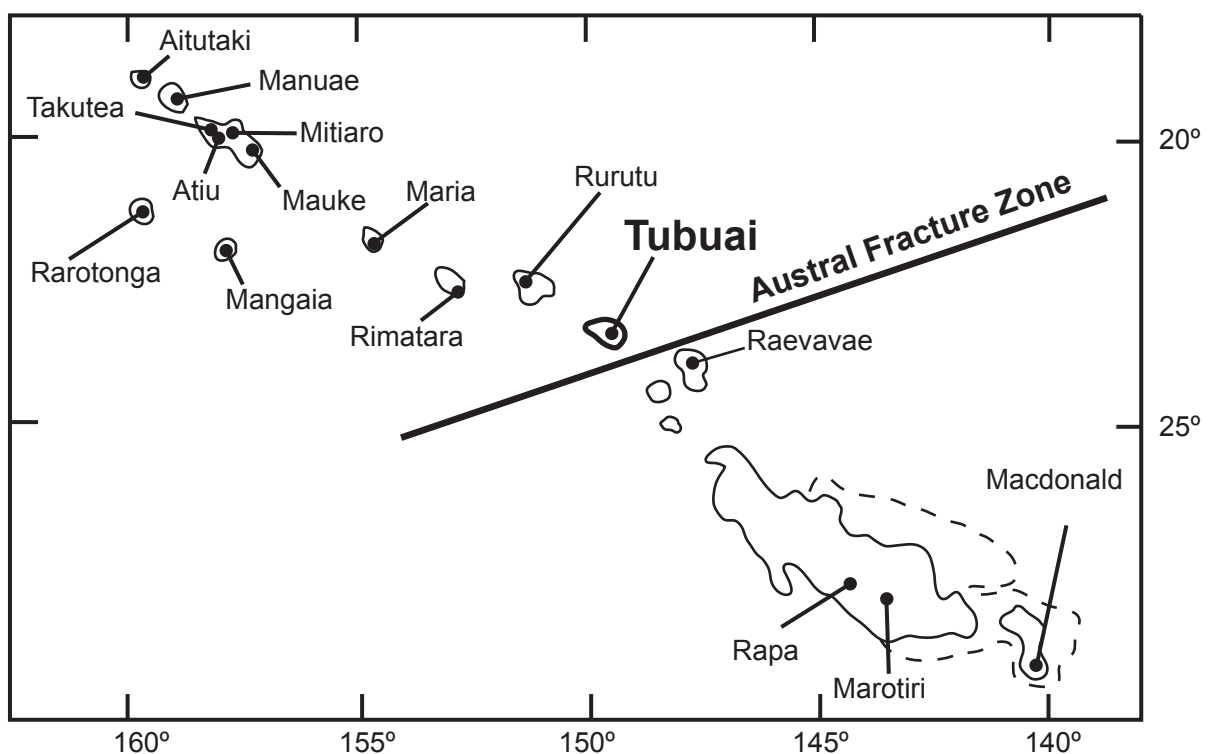 Aitutaki
Manuae
Takutea
Mitiaro
20º
Atiu
Mauke
Maria
Rurutu
Tubuai
Austral Fracture Zone
Rarotonga
Mangaia
Rimatara
Raevavae
25º
Macdonald
Rapa
Marotiri
160º
155º
150º
145º
140º